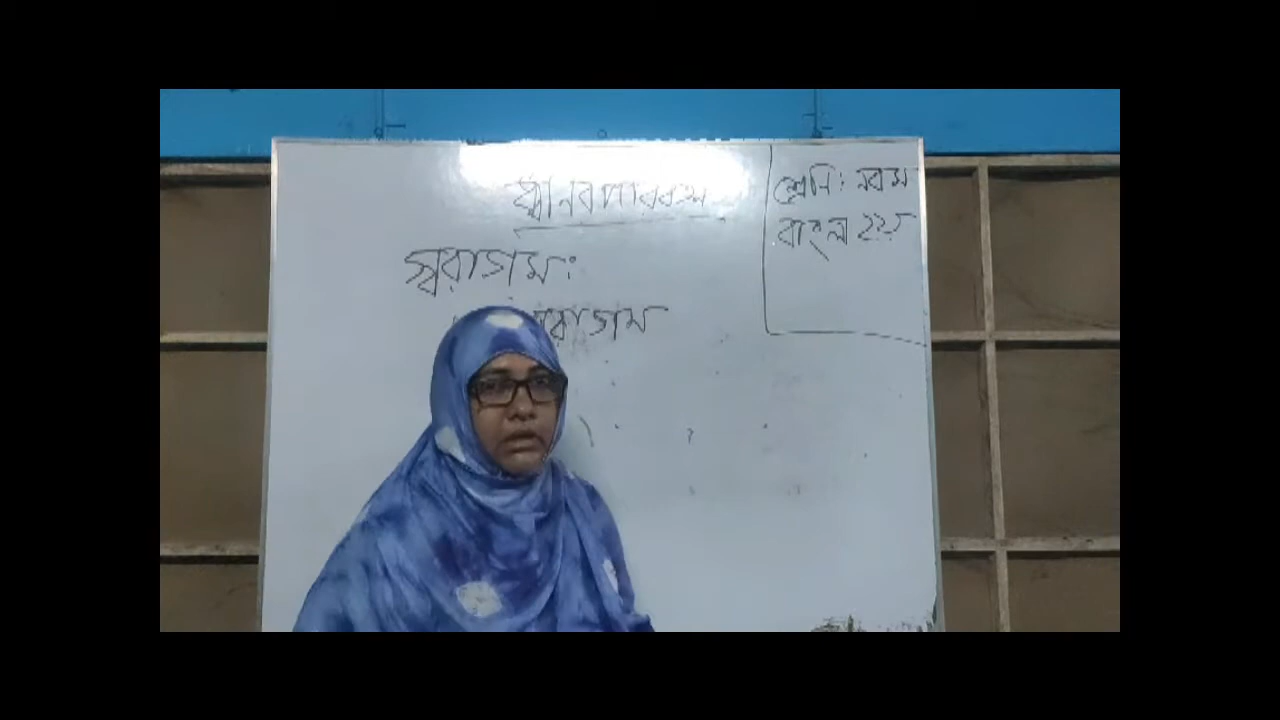 ধ্বনি পরিবর্তন
শ্রেণি: নবম
বাংলা ২য়
স্বরাগম: